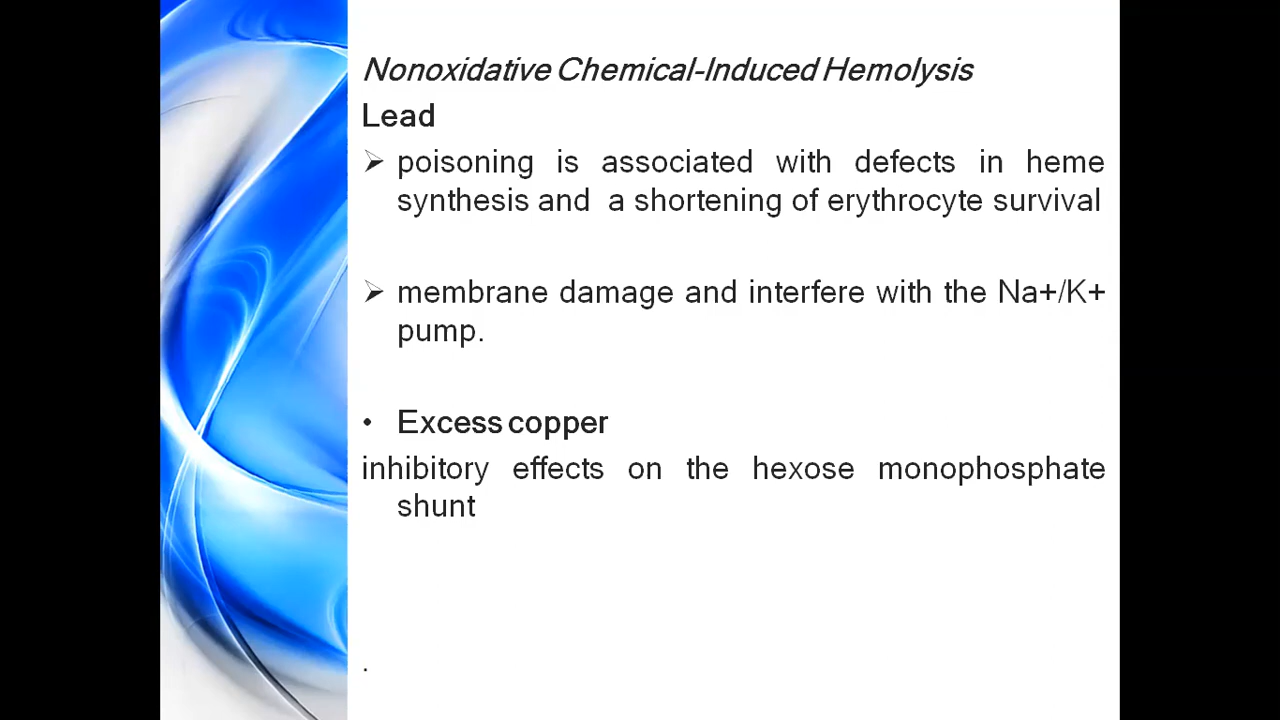 Nonoxidative Chemical-Induced Hemolysis
Lead
➢ poisoning is associated with defects in heme
synthesis and a shortening of erythrocyte survival
➢ membrane damage and interfere with the Na+/K+
pump.
• Excess copper
inhibitory effects on the hexose monophosphate
shunt
.